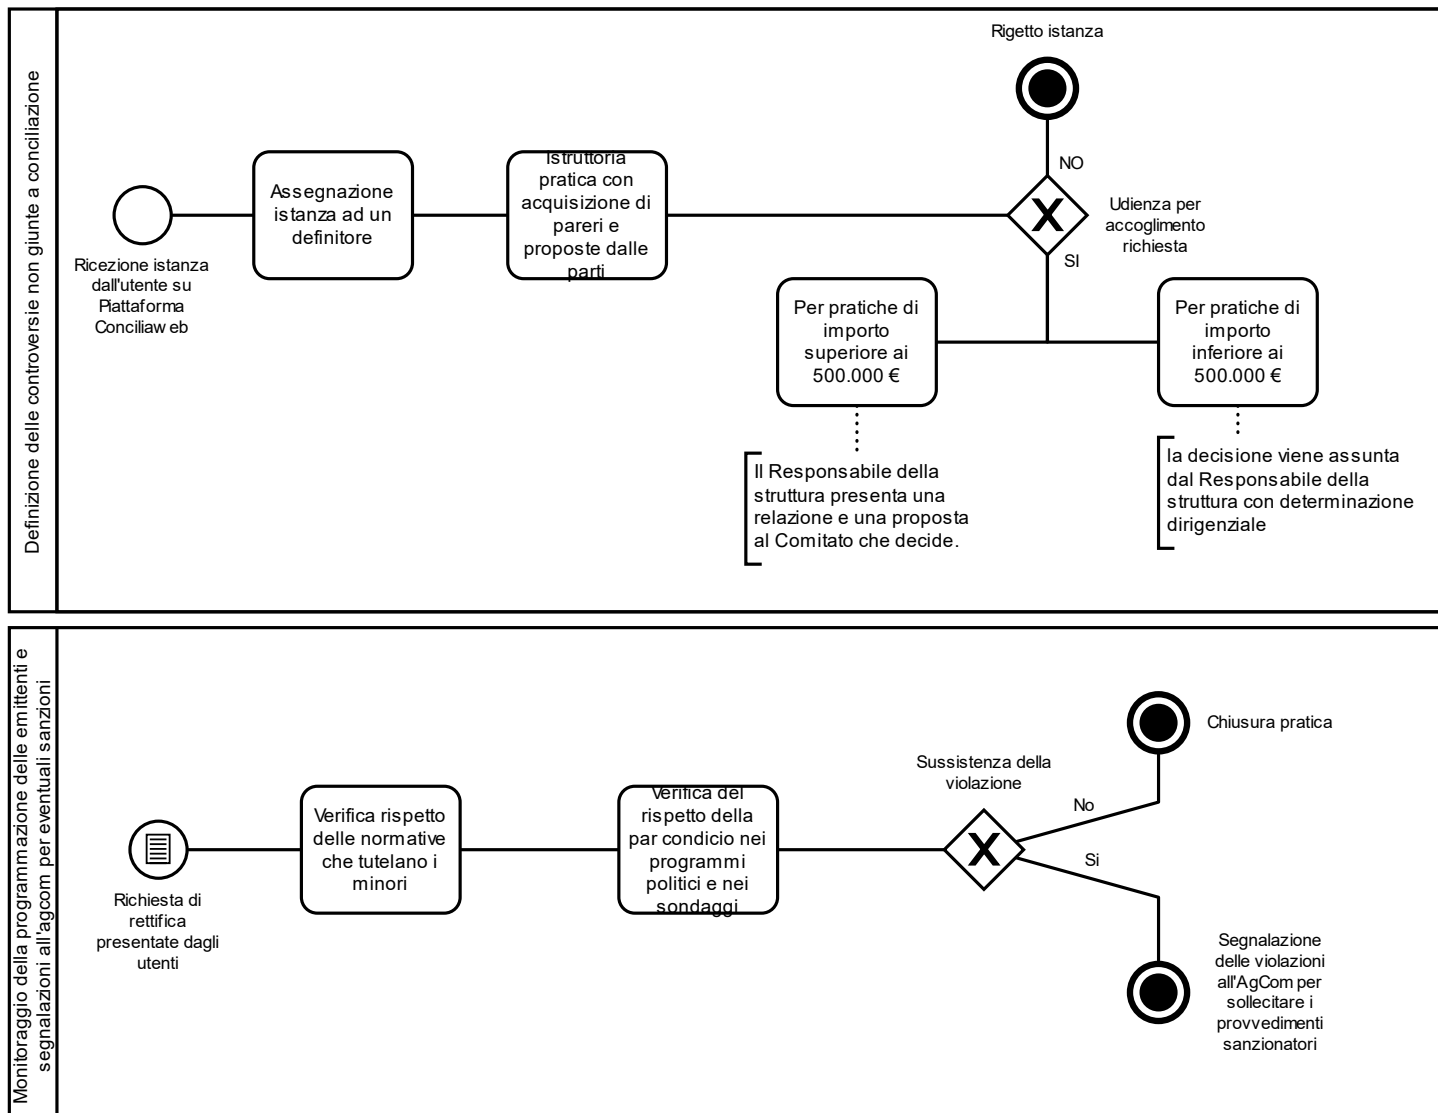 Definizione delle controversie non giunte a conciliazione
Rigetto istanza
NO
Assegnazione
istanza ad un
definitore
Istruttoria
pratica con
acquisizione di
pareri e
proposte dalle
parti
X
Udienza per
accoglimento
richiesta
SI
Ricezione istanza
dall'utente su
Piattaforma
Conciliaweb
Per pratiche di
importo
superiore ai
500.000 €
Per pratiche di
importo
inferiore ai
500.000 €
Il Responsabile della
struttura presenta una
relazione e una proposta
al Comitato che decide.
la decisione viene assunta
dal Responsabile della
struttura con determinazione
dirigenziale
Monitoraggio della programmazione delle emittenti e
segnalazioni all'agcom per eventuali sanzioni
Chiusura pratica
Sussistenza della
violazione
No
Si
X
Verifica rispetto
delle normative
che tutelano i
minori
Verifica del
rispetto della
par condicio nei
programmi
politici e nei
sondaggi
Richiesta di
rettifica
presentate dagli
utenti
Segnalazione
delle violazioni
all'AgCom per
sollecitare i
provvedimenti
sanzionatori